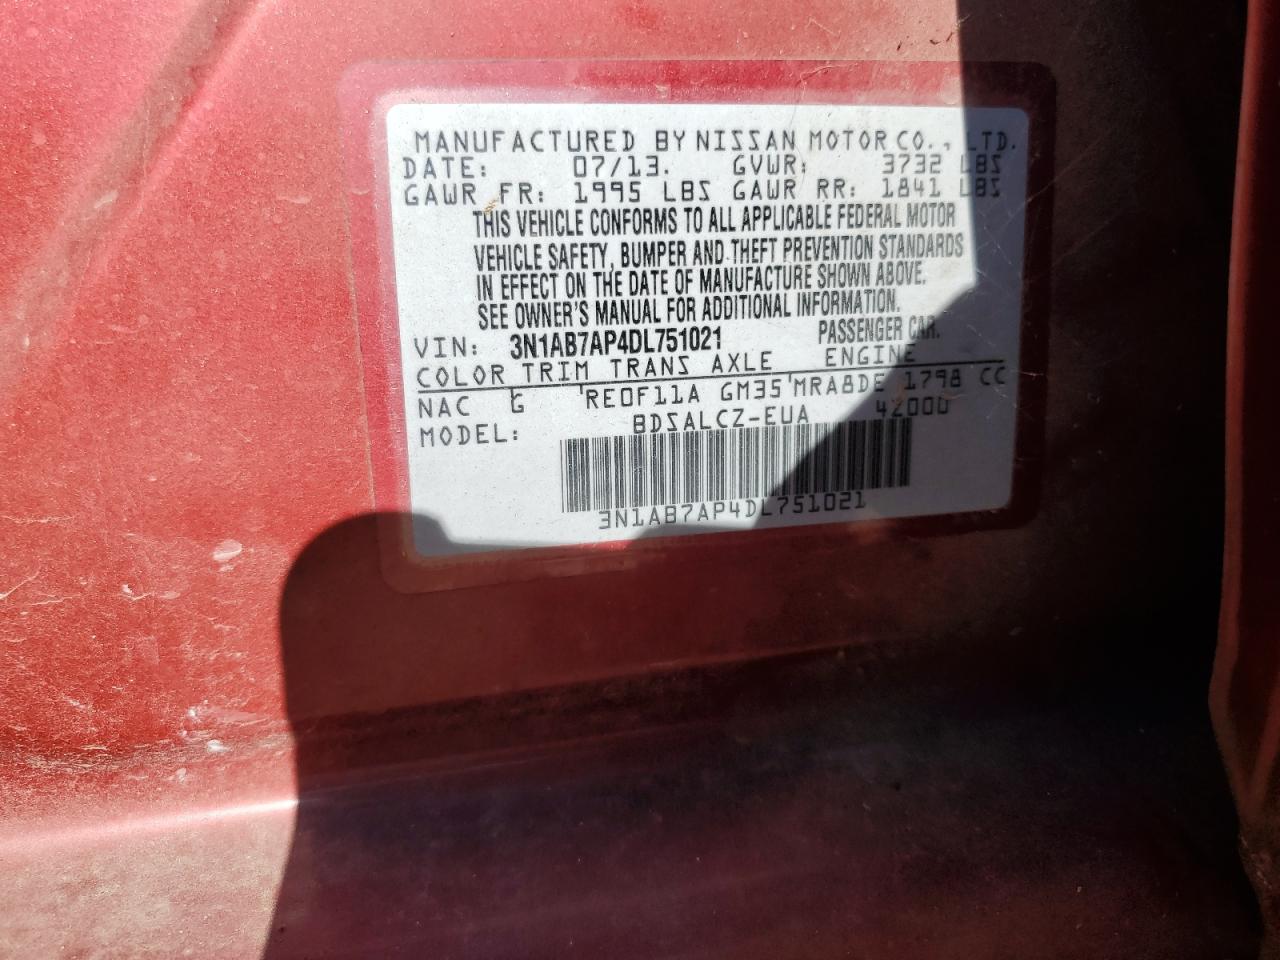 MANUFACTURED BY NISSAN MOTOR CO., LTD.
DATE: 07/13. GVWR: 3732 LBS
GAWR FR: 1995 LBS GAWR RR: 1841 LBS
THIS VEHICLE CONFORMS TO ALL APPLICABLE FEDERAL MOTOR
VEHICLE SAFETY, BUMPER AND THEFT PREVENTION STANDARDS
IN EFFECT ON THE DATE OF MANUFACTURE SHOWN ABOVE.
SEE OWNER'S MANUAL FOR ADDITIONAL INFORMATION.
VIN: 3N1AB7AP4DL751021 PASSENGER CAR.
COLOR TRIM TRANS AXLE ENGINE
NAC G RE0F11A GM35 MRA8DE 1798 CC
MODEL: BDSALCZ-EUA 42000
3N1AB7AP4DL751021